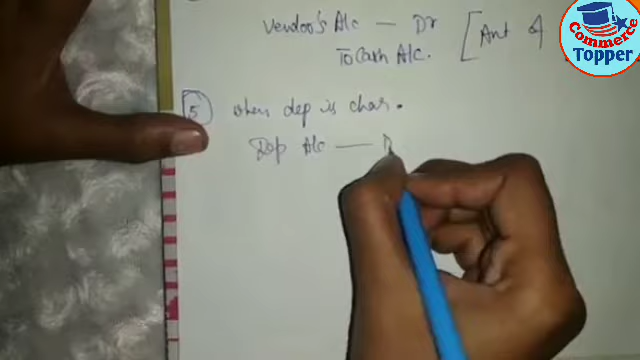 Vendor's A/c — Dr [Amt of
To Cash A/c.
5 when dep is char.
Dep A/c — D
Commerce
Topper